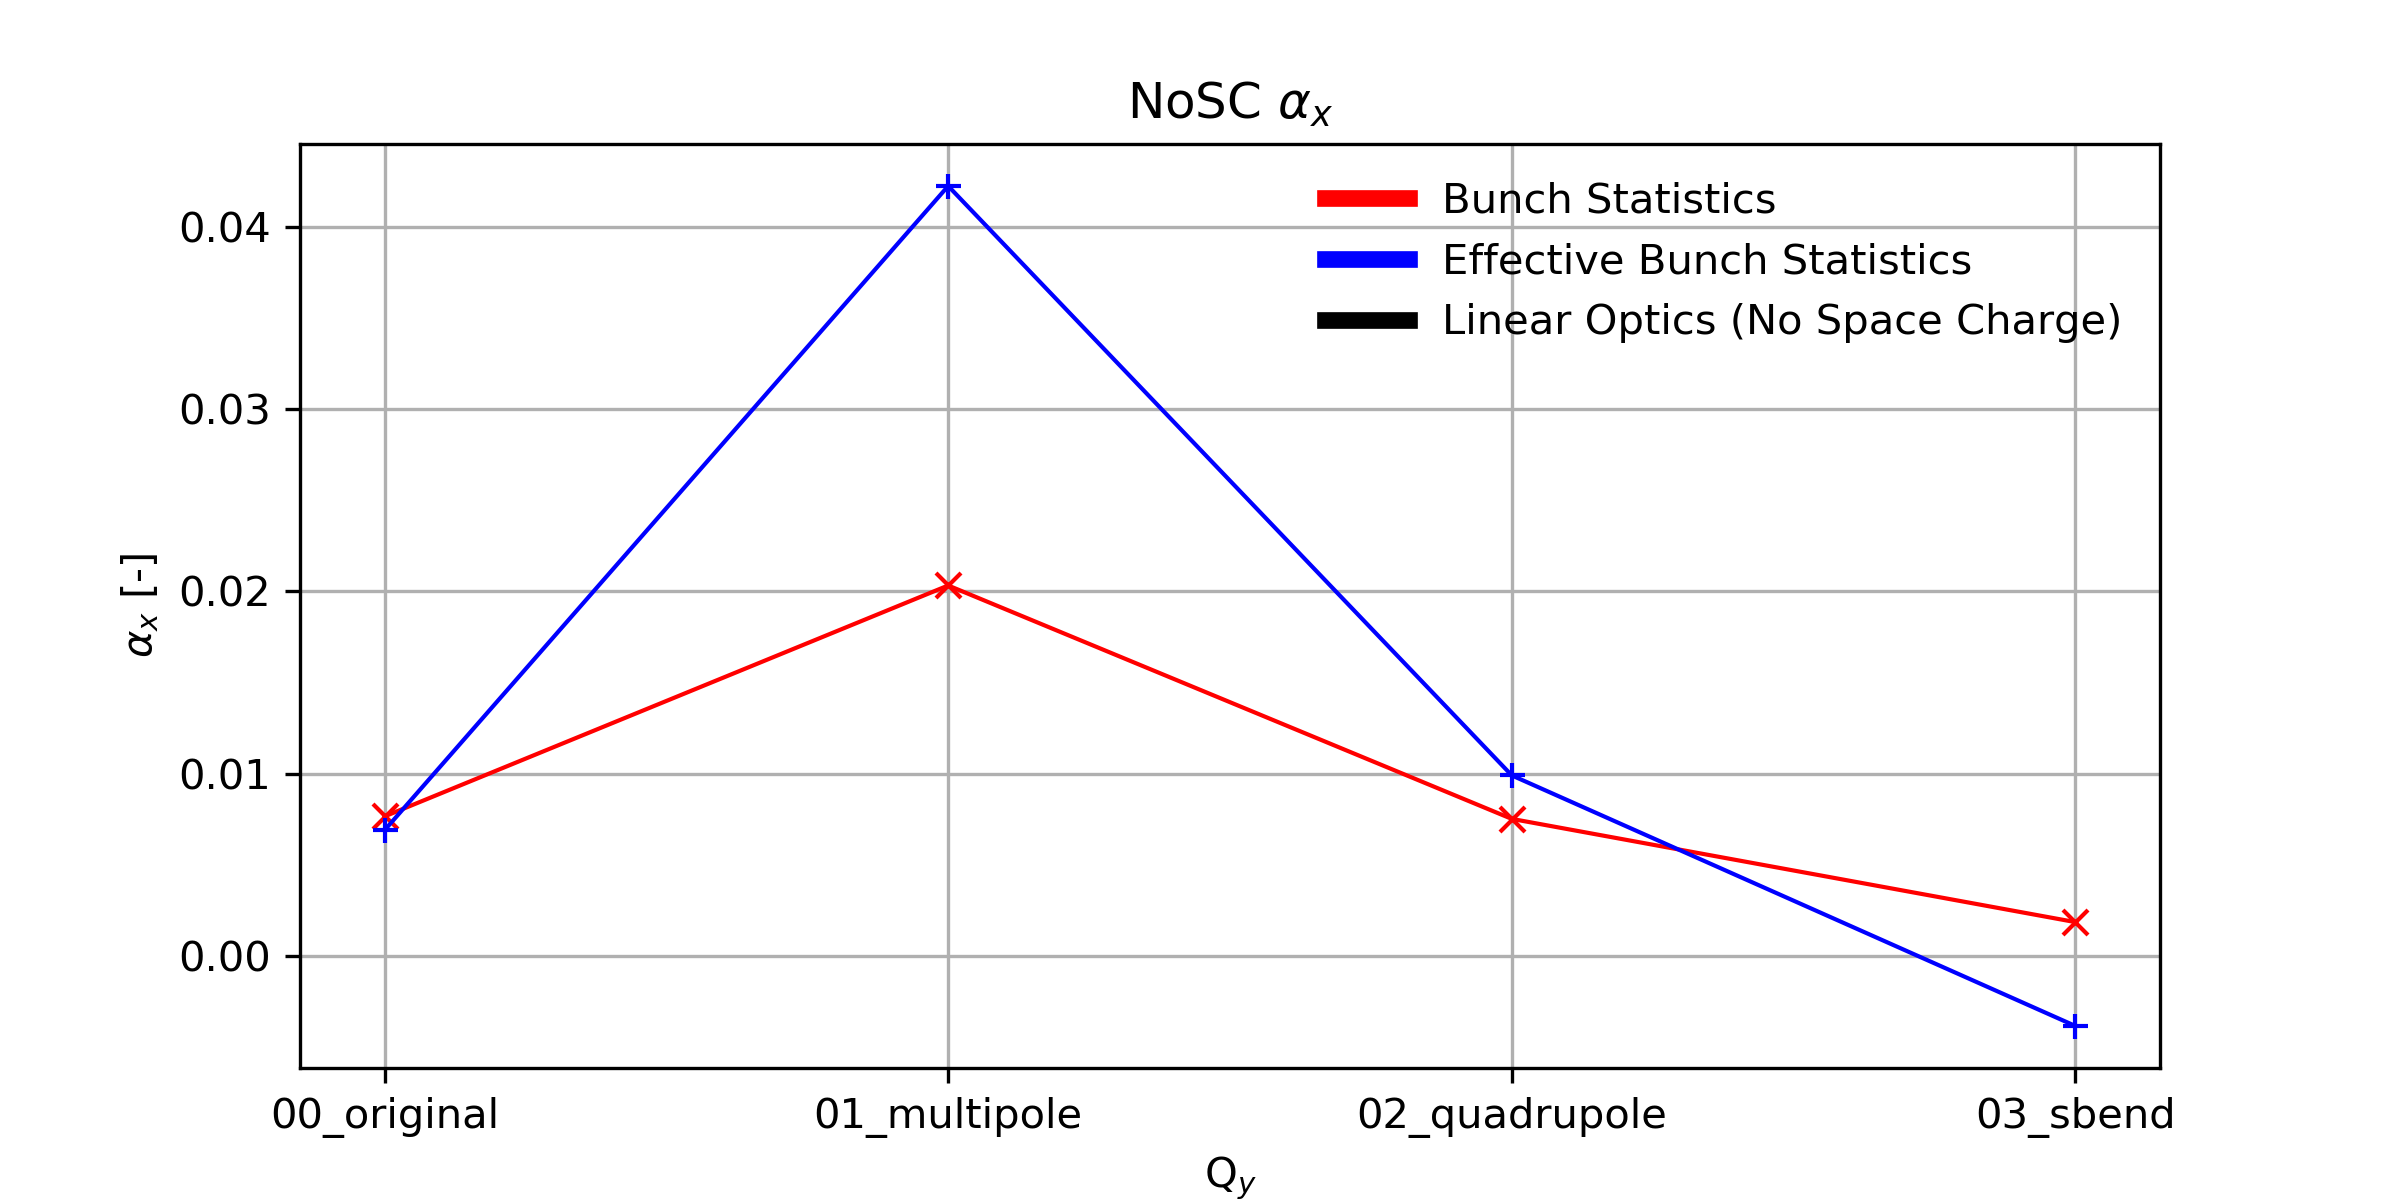 NoSC αₓ
Bunch Statistics
Effective Bunch Statistics
Linear Optics (No Space Charge)
αₓ [-]
0.04
0.03
0.02
0.01
0.00
00_original 01_multipole 02_quadrupole 03_sbend
Qy